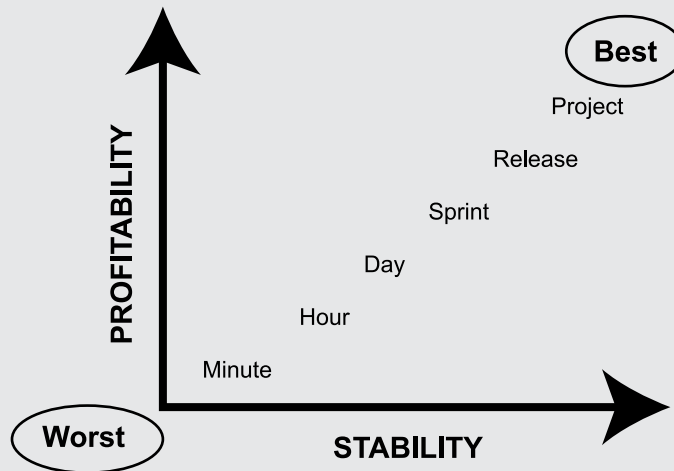 Best
Project
Release
Sprint
Day
Hour
Minute
PROFITABILITY
Worst
STABILITY